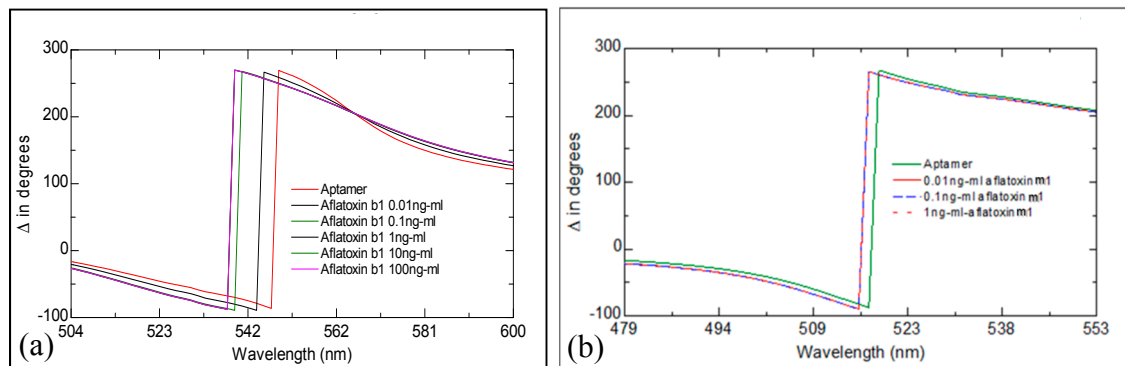 300
200
100
0
-100
Δ in degrees
504 523 542 562 581 600
Wavelength (nm)
Aptamer
Aflatoxin b1 0.01ng-ml
Aflatoxin b1 0.1ng-ml
Aflatoxin b1 1ng-ml
Aflatoxin b1 10ng-ml
Aflatoxin b1 100ng-ml
(a)
300
200
100
0
-100
Δ in degrees
479 494 509 523 538 553
Wavelength (nm)
Aptamer
0.01ng-ml aflatoxin m1
0.1ng-ml aflatoxin m1
1ng-ml-aflatoxin m1
(b)